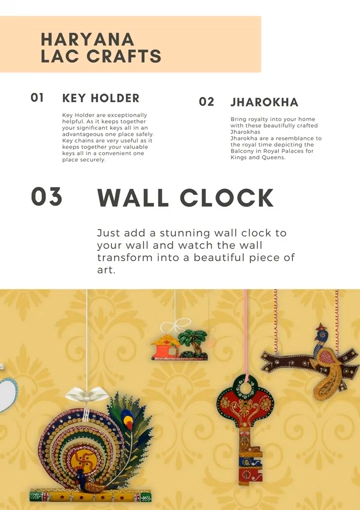 HARYANA
LAC CRAFTS
01 KEY HOLDER
Key Holder are exceptionally
helpful. As it keeps together
your significant keys all in an
advantageous one place safely
Key chains are very useful as it
keeps together your valuable
keys all in a convenient one
place securely.
02 JHAROKHA
Bring royalty into your home
with these beautifully crafted
Jharokhas
Jharokha are a resemblance to
the royal time depicting the
Balcony in Royal Palaces for
Kings and Queens.
03 WALL CLOCK
Just add a stunning wall clock to
your wall and watch the wall
transform into a beautiful piece of
art.